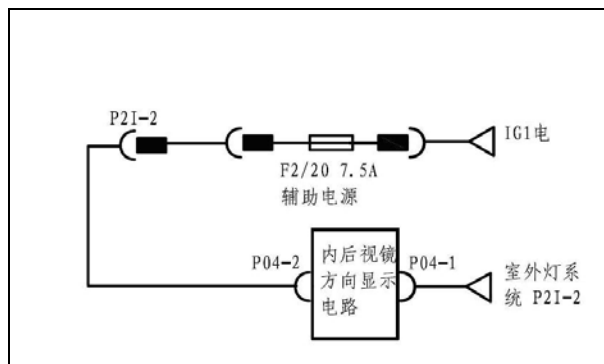 P2I-2
IG1电
F2/20 7.5A
辅助电源
P04-2
内后视镜
方向显示
电路
P04-1
室外灯系
统 P2I-2